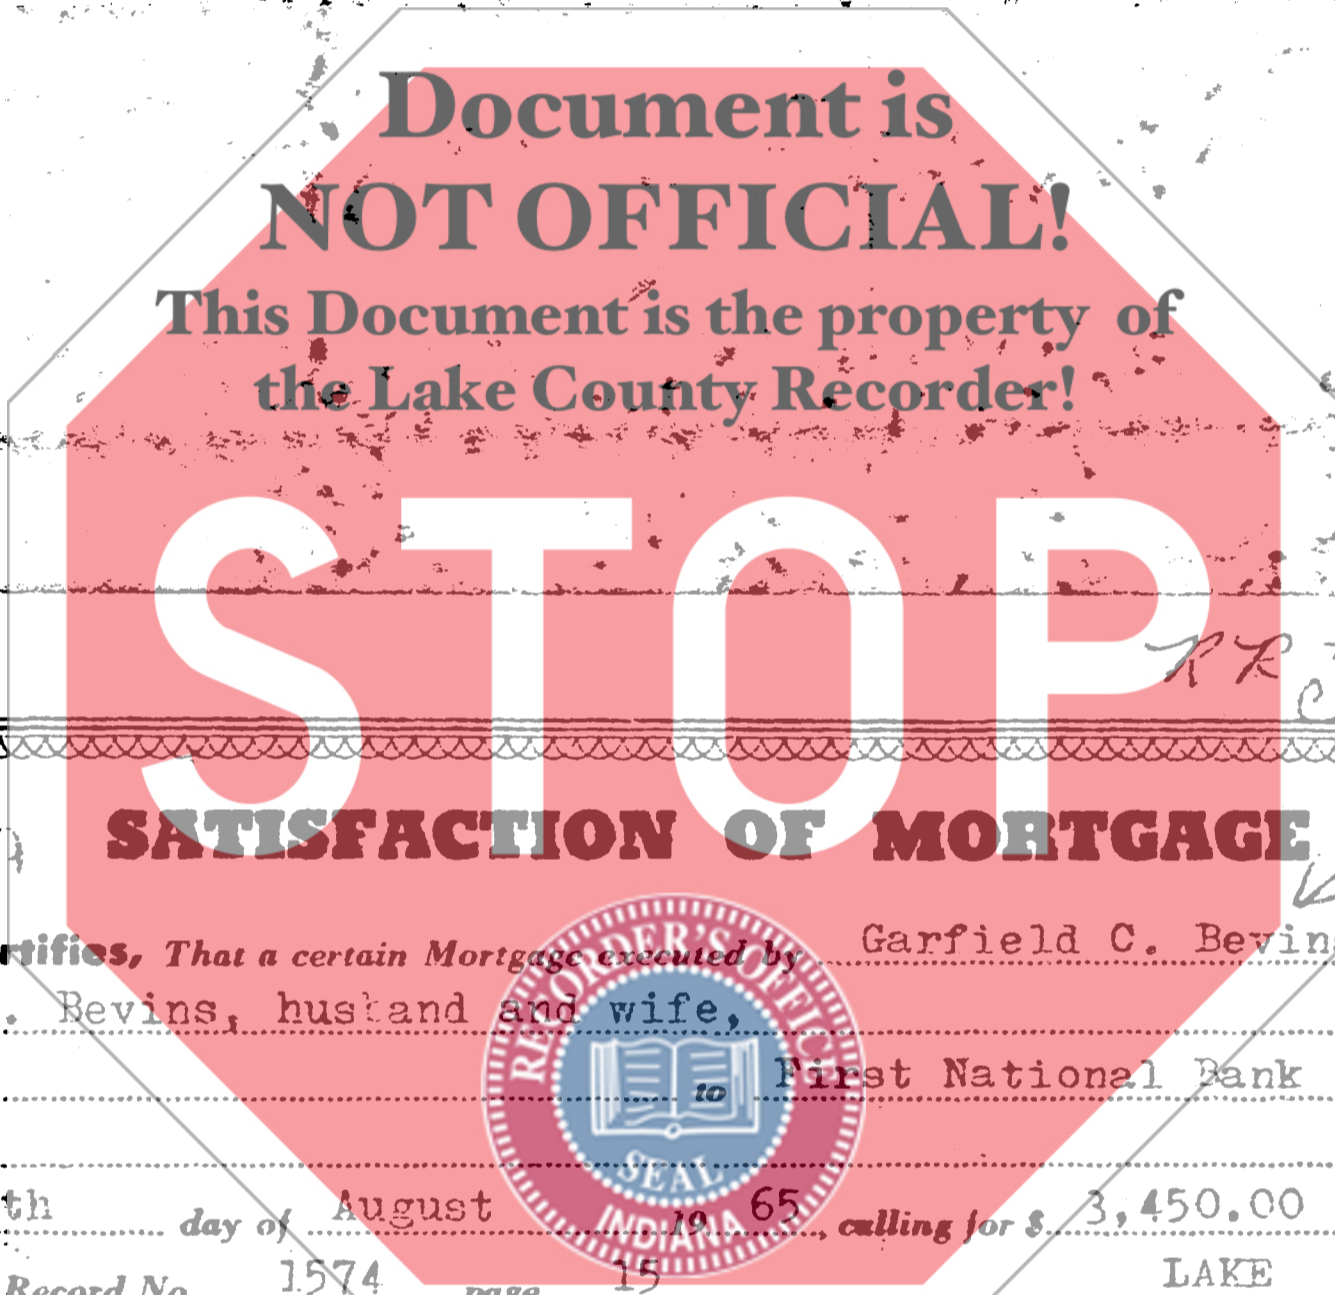 Document is
NOT OFFICIAL!
This Document is the property of
the Lake County Recorder!
STOP
RR
SATISFACTION OF MORTGAGE
rtifies, That a certain Mortgage executed by Garfield C. Bevin
. Bevins, husband and wife,
RECORDER'S OFFICE
to First National Bank
SEAL
INDIANA
th day of August 19 65, calling for $ 3,450.00
Record No 1574 page 15 LAKE